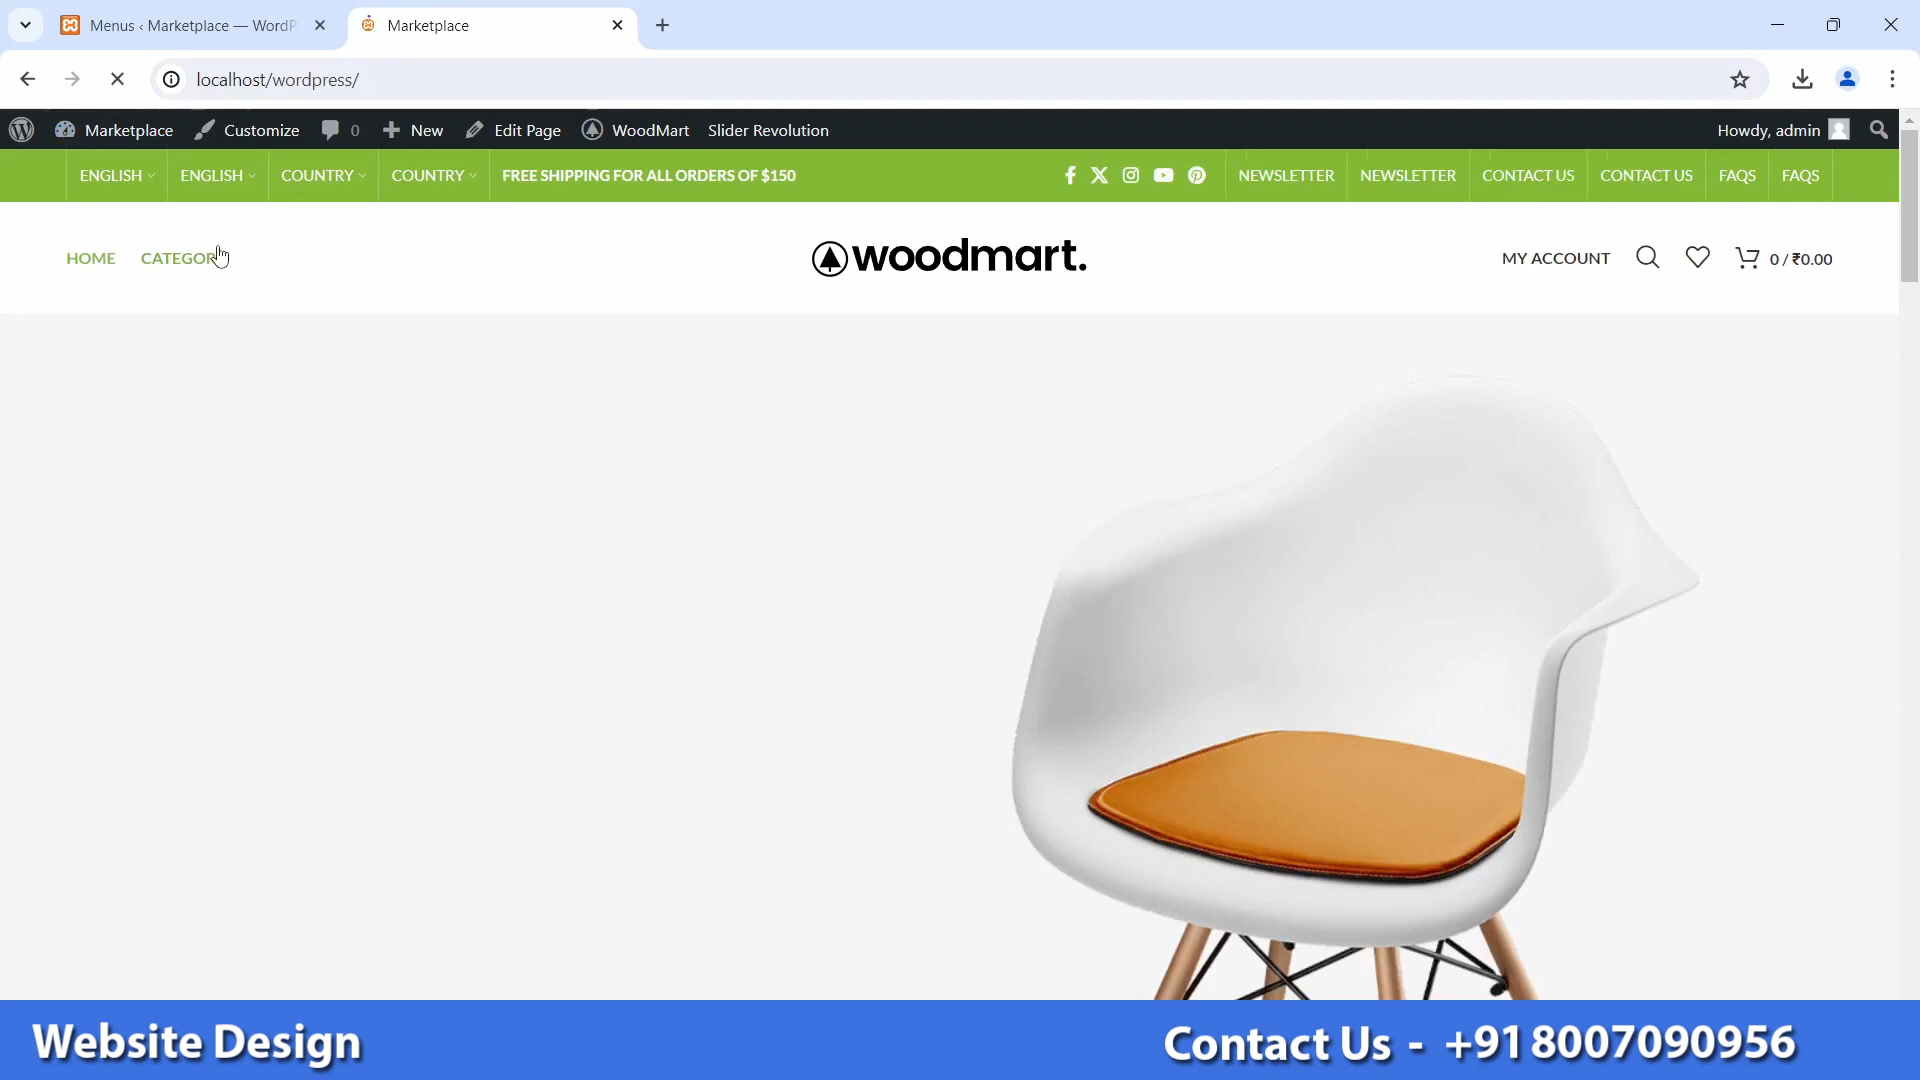 Menus ‹ Marketplace — WordP
Marketplace
localhost/wordpress/
Marketplace Customize 0 New Edit Page WoodMart Slider Revolution Howdy, admin
ENGLISH ENGLISH COUNTRY COUNTRY FREE SHIPPING FOR ALL ORDERS OF $150 NEWSLETTER NEWSLETTER CONTACT US CONTACT US FAQS FAQS
HOME CATEGOR woodmart. MY ACCOUNT 0 / ₹0.00
Website Design Contact Us - +91 8007090956